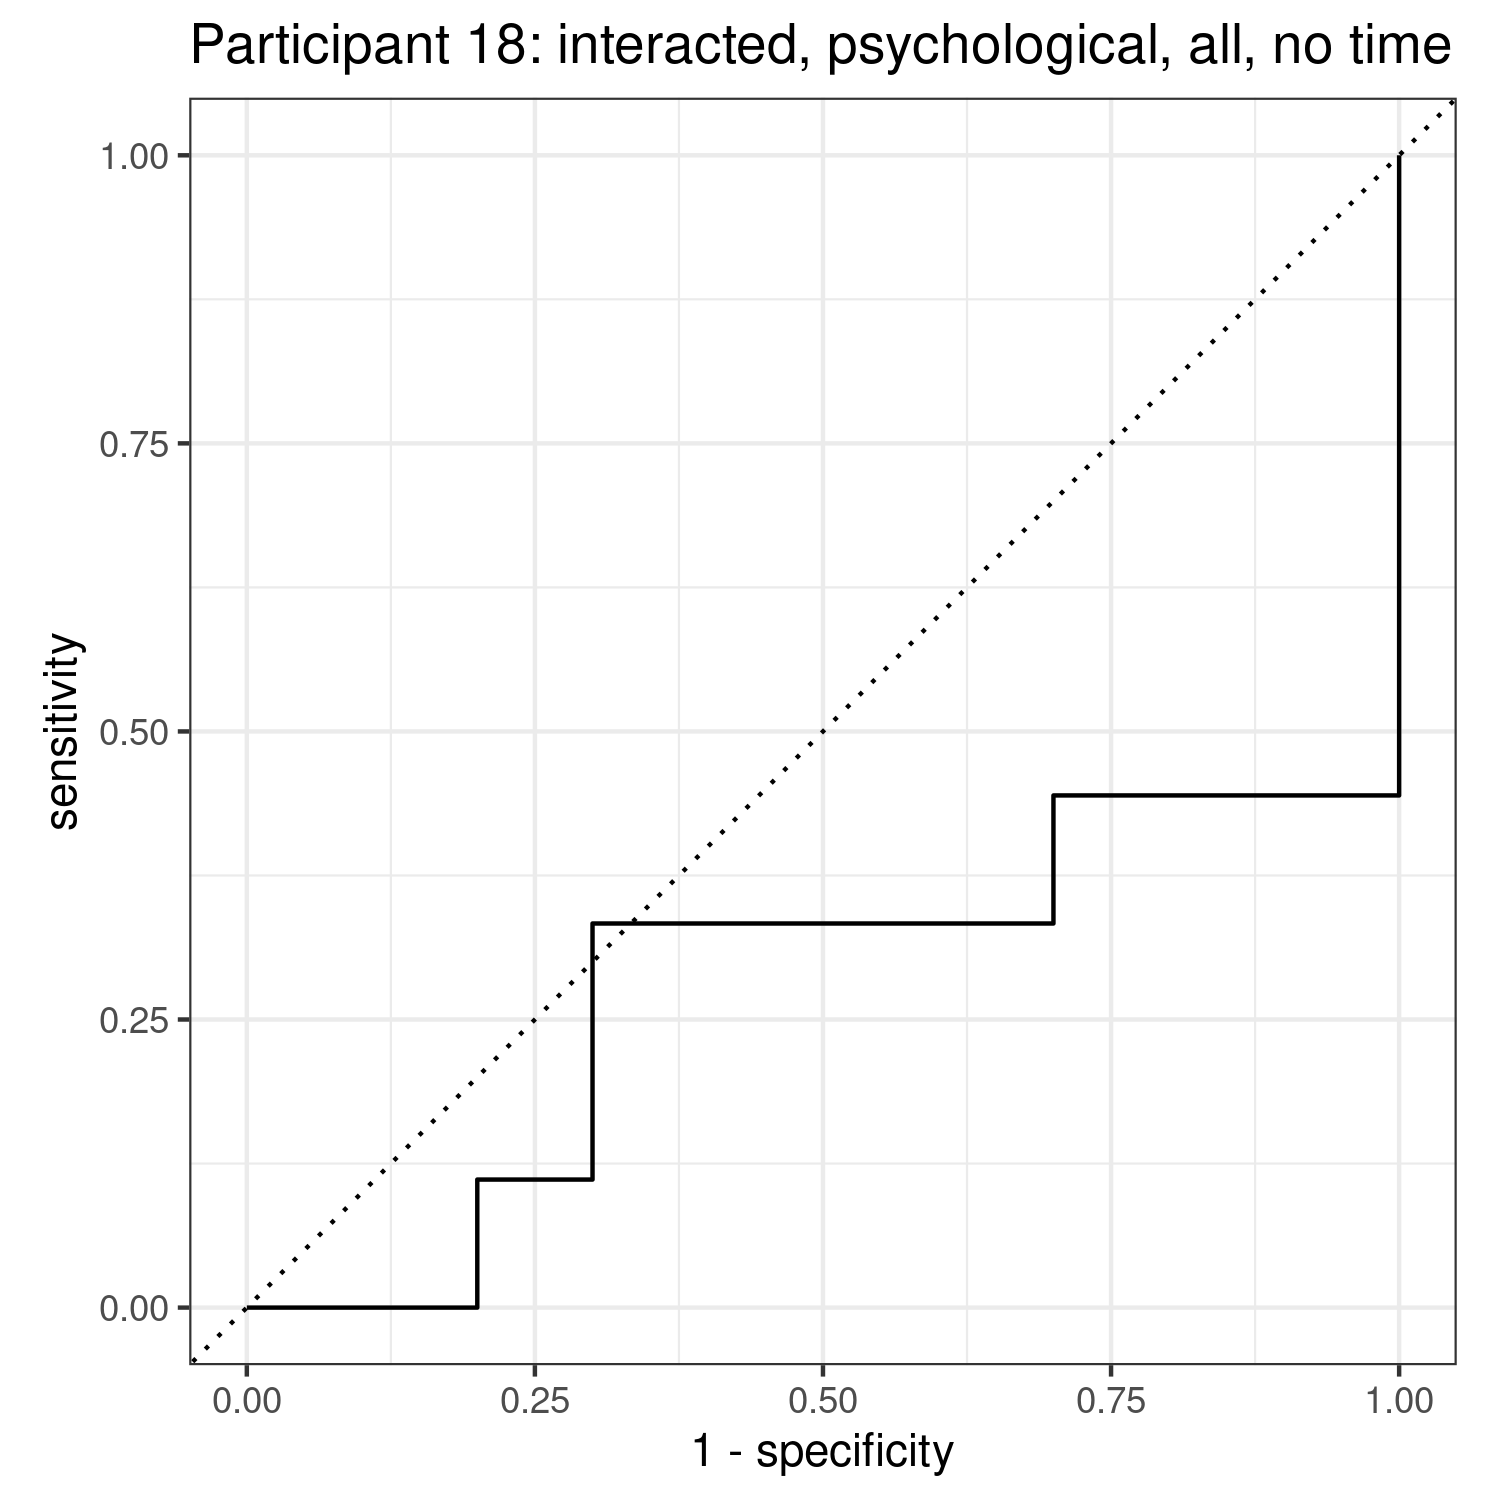 Participant 18: interacted, psychological, all, no time
1.00
0.75
0.50
0.25
0.00
sensitivity
0.00 0.25 0.50 0.75 1.00
1 - specificity